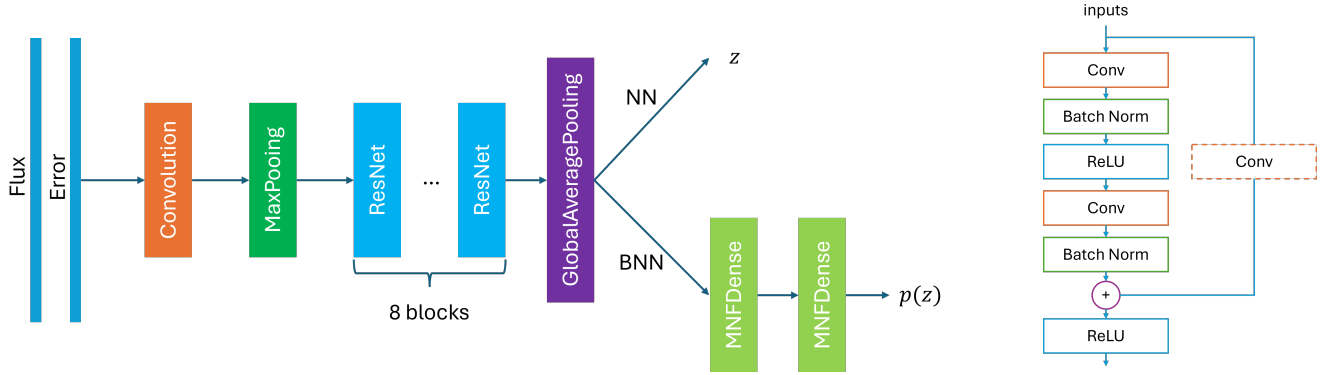 Flux
Error
Convolution
MaxPooing
ResNet
...
ResNet
8 blocks
GlobalAveragePooling
NN
z
BNN
MNFDense
MNFDense
p(z)
inputs
Conv
Batch Norm
ReLU
Conv
Conv
Batch Norm
+
ReLU